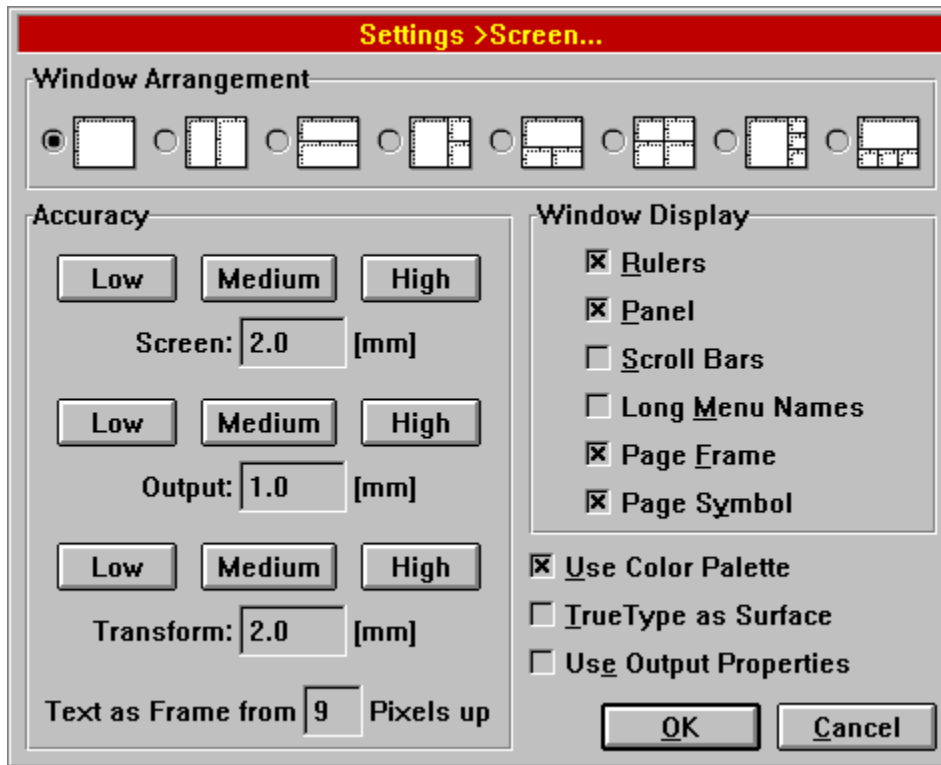 Settings >Screen...
Window Arrangement
Accuracy
Low Medium High
Screen: 2.0 [mm]
Low Medium High
Output: 1.0 [mm]
Low Medium High
Transform: 2.0 [mm]
Text as Frame from 9 Pixels up
Window Display
Rulers
Panel
Scroll Bars
Long Menu Names
Page Frame
Page Symbol
Use Color Palette
TrueType as Surface
Use Output Properties
OK Cancel